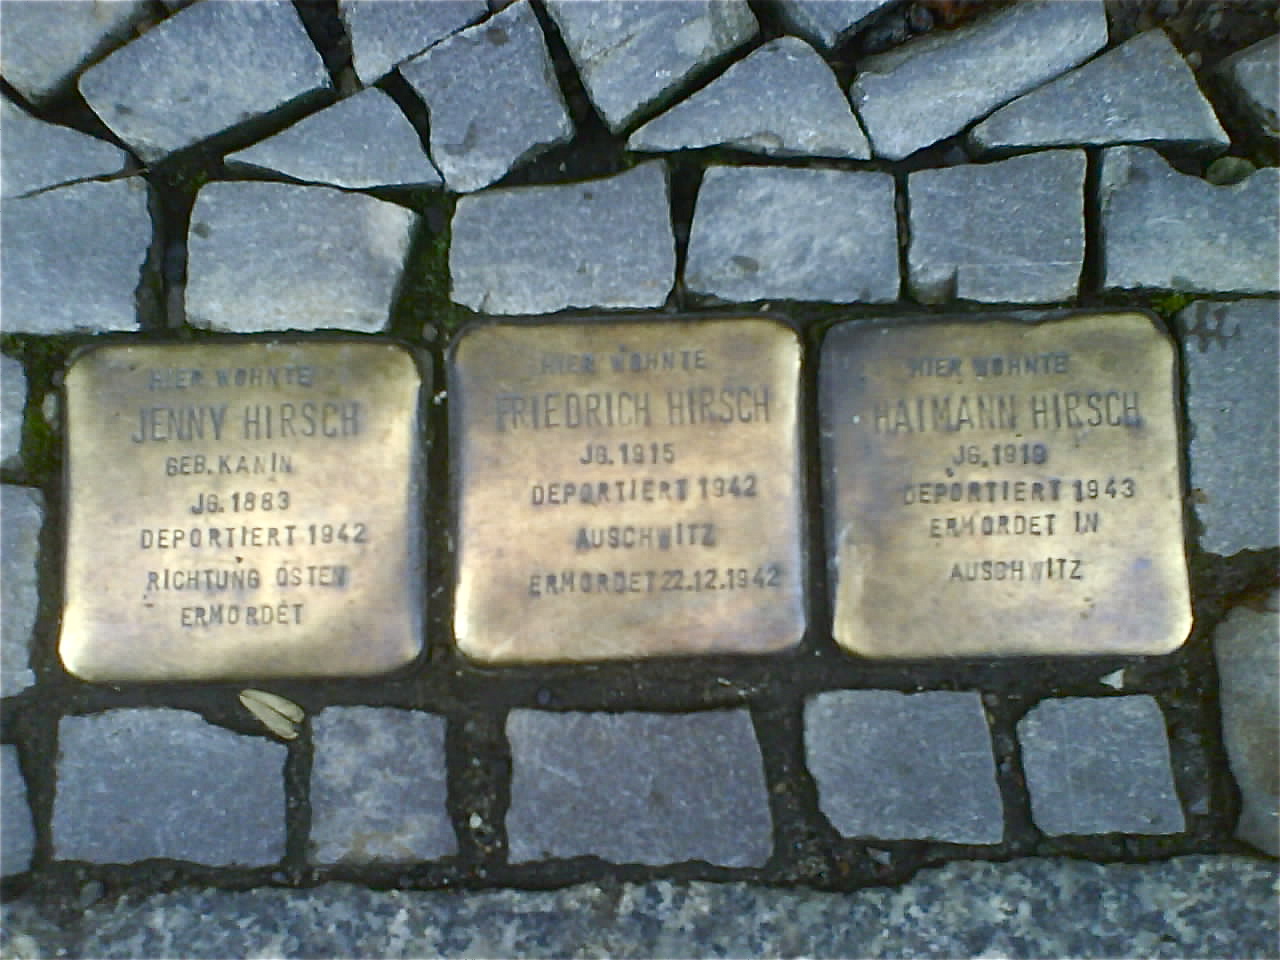 HIER WOHNTE
JENNY HIRSCH
GEB. KANIN
JG. 1883
DEPORTIERT 1942
RICHTUNG OSTEN
ERMORDET
HIER WOHNTE
FRIEDRICH HIRSCH
JG. 1915
DEPORTIERT 1942
AUSCHWITZ
ERMORDET 22.12.1942
HIER WOHNTE
HAIMANN HIRSCH
JG. 1919
DEPORTIERT 1943
ERMORDET IN
AUSCHWITZ